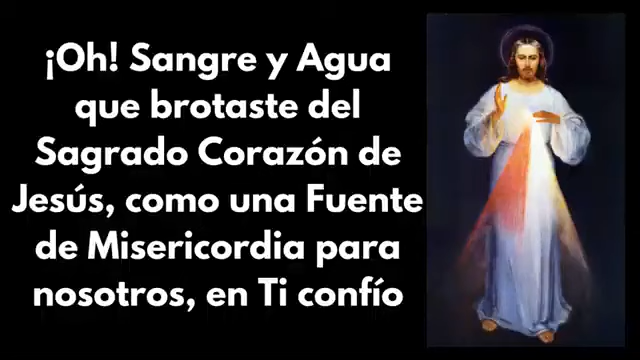 ¡Oh! Sangre y Agua
que brotaste del
Sagrado Corazón de
Jesús, como una Fuente
de Misericordia para
nosotros, en Ti confío